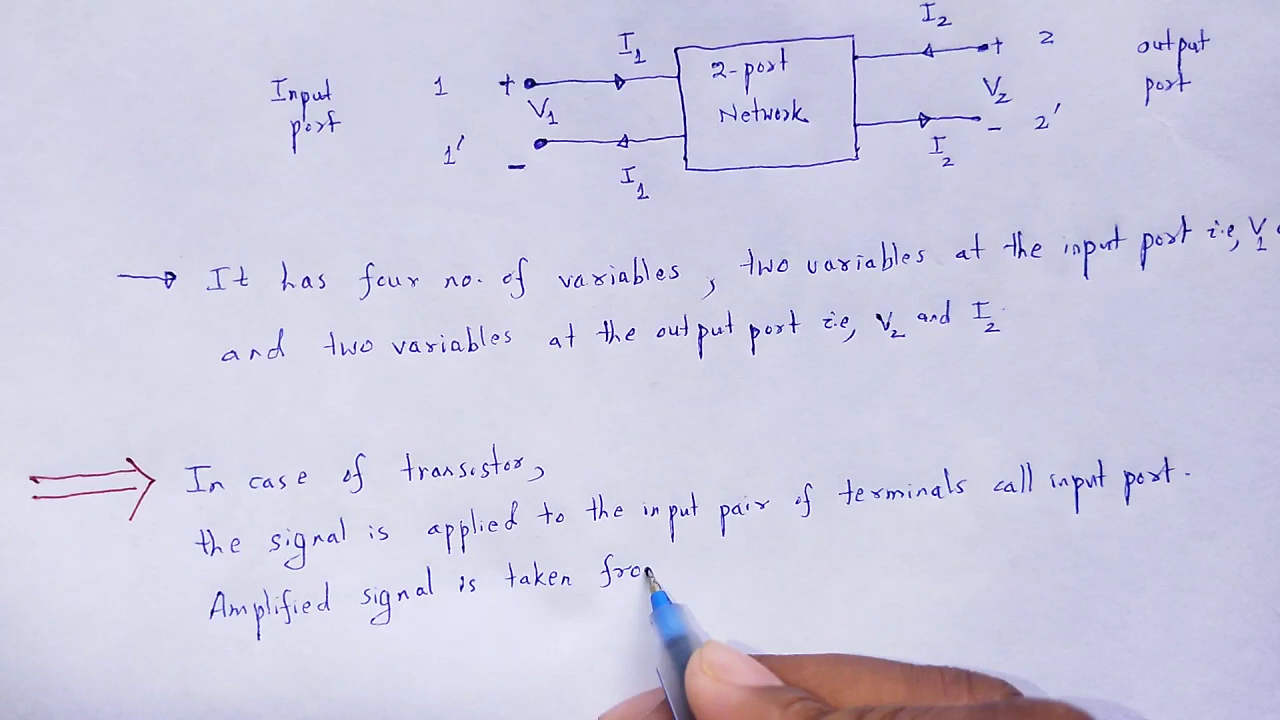 I2
I1
2-port
Network
+ 2
output
port
Input
port
1 +
V1
V2
1'
-
- 2'
I1
I2
→ It has four no. of variables, two variables at the input port i.e, V1
and two variables at the output port i.e, V2 and I2
⇒ In case of transistor,
the signal is applied to the input pair of terminals call input port.
Amplified signal is taken fro